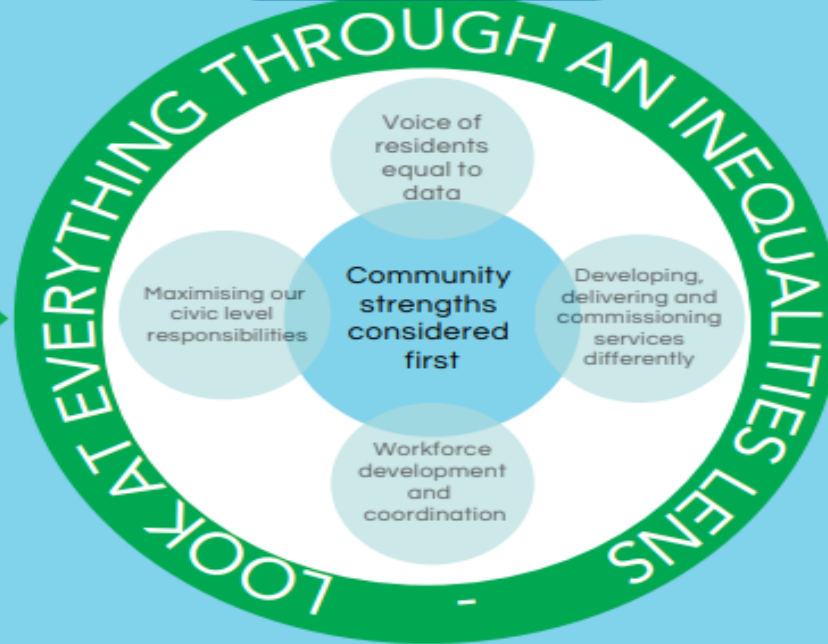 LOOK AT EVERYTHING THROUGH AN INEQUALITIES LENS -
Voice of
residents
equal to
data
Maximising our
civic level
responsibilities
Community
strengths
considered
first
Developing,
delivering and
commissioning
services
differently
Workforce
development
and
coordination